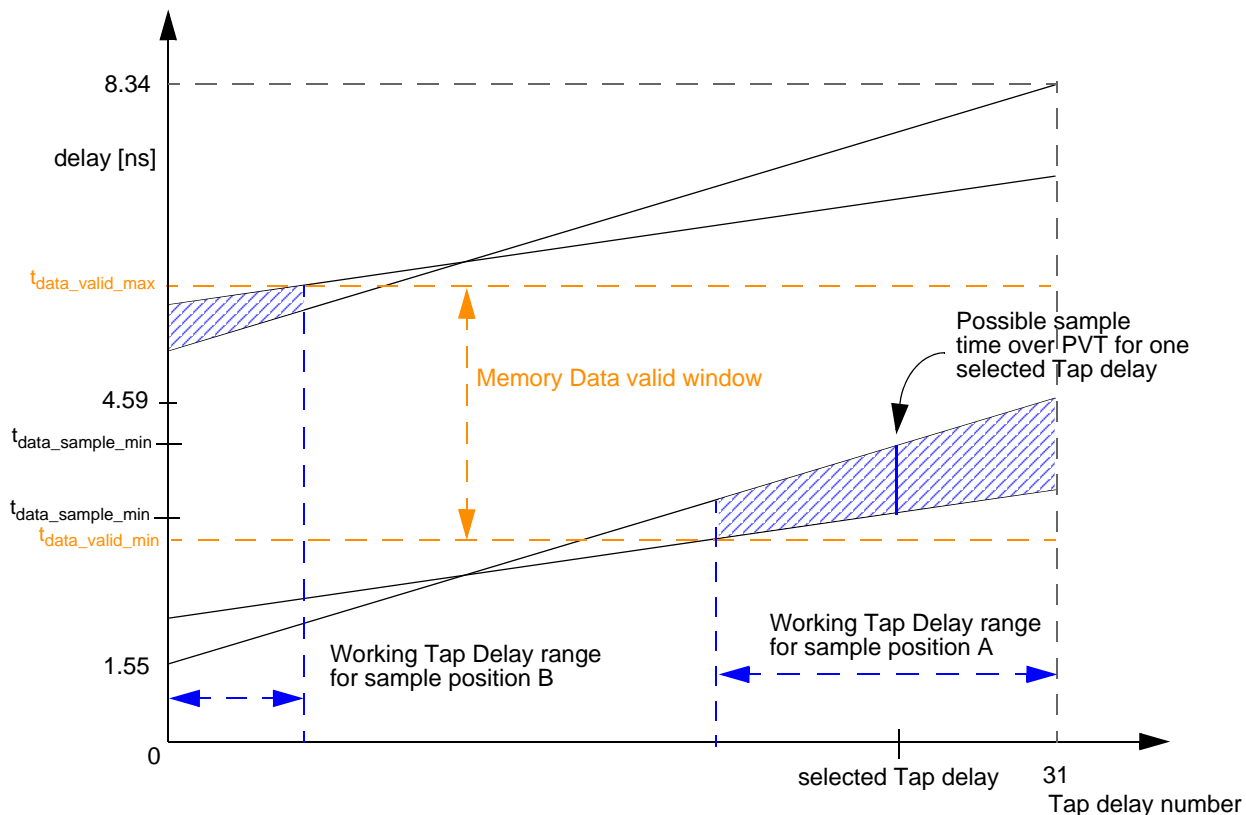 8.34
delay [ns]
tdata_valid_max
Possible sample
time over PVT for one
selected Tap delay
Memory Data valid window
4.59
tdata_sample_min
tdata_sample_min
tdata_valid_min
Working Tap Delay range
for sample position A
Working Tap Delay range
for sample position B
1.55
0
selected Tap delay
31
Tap delay number